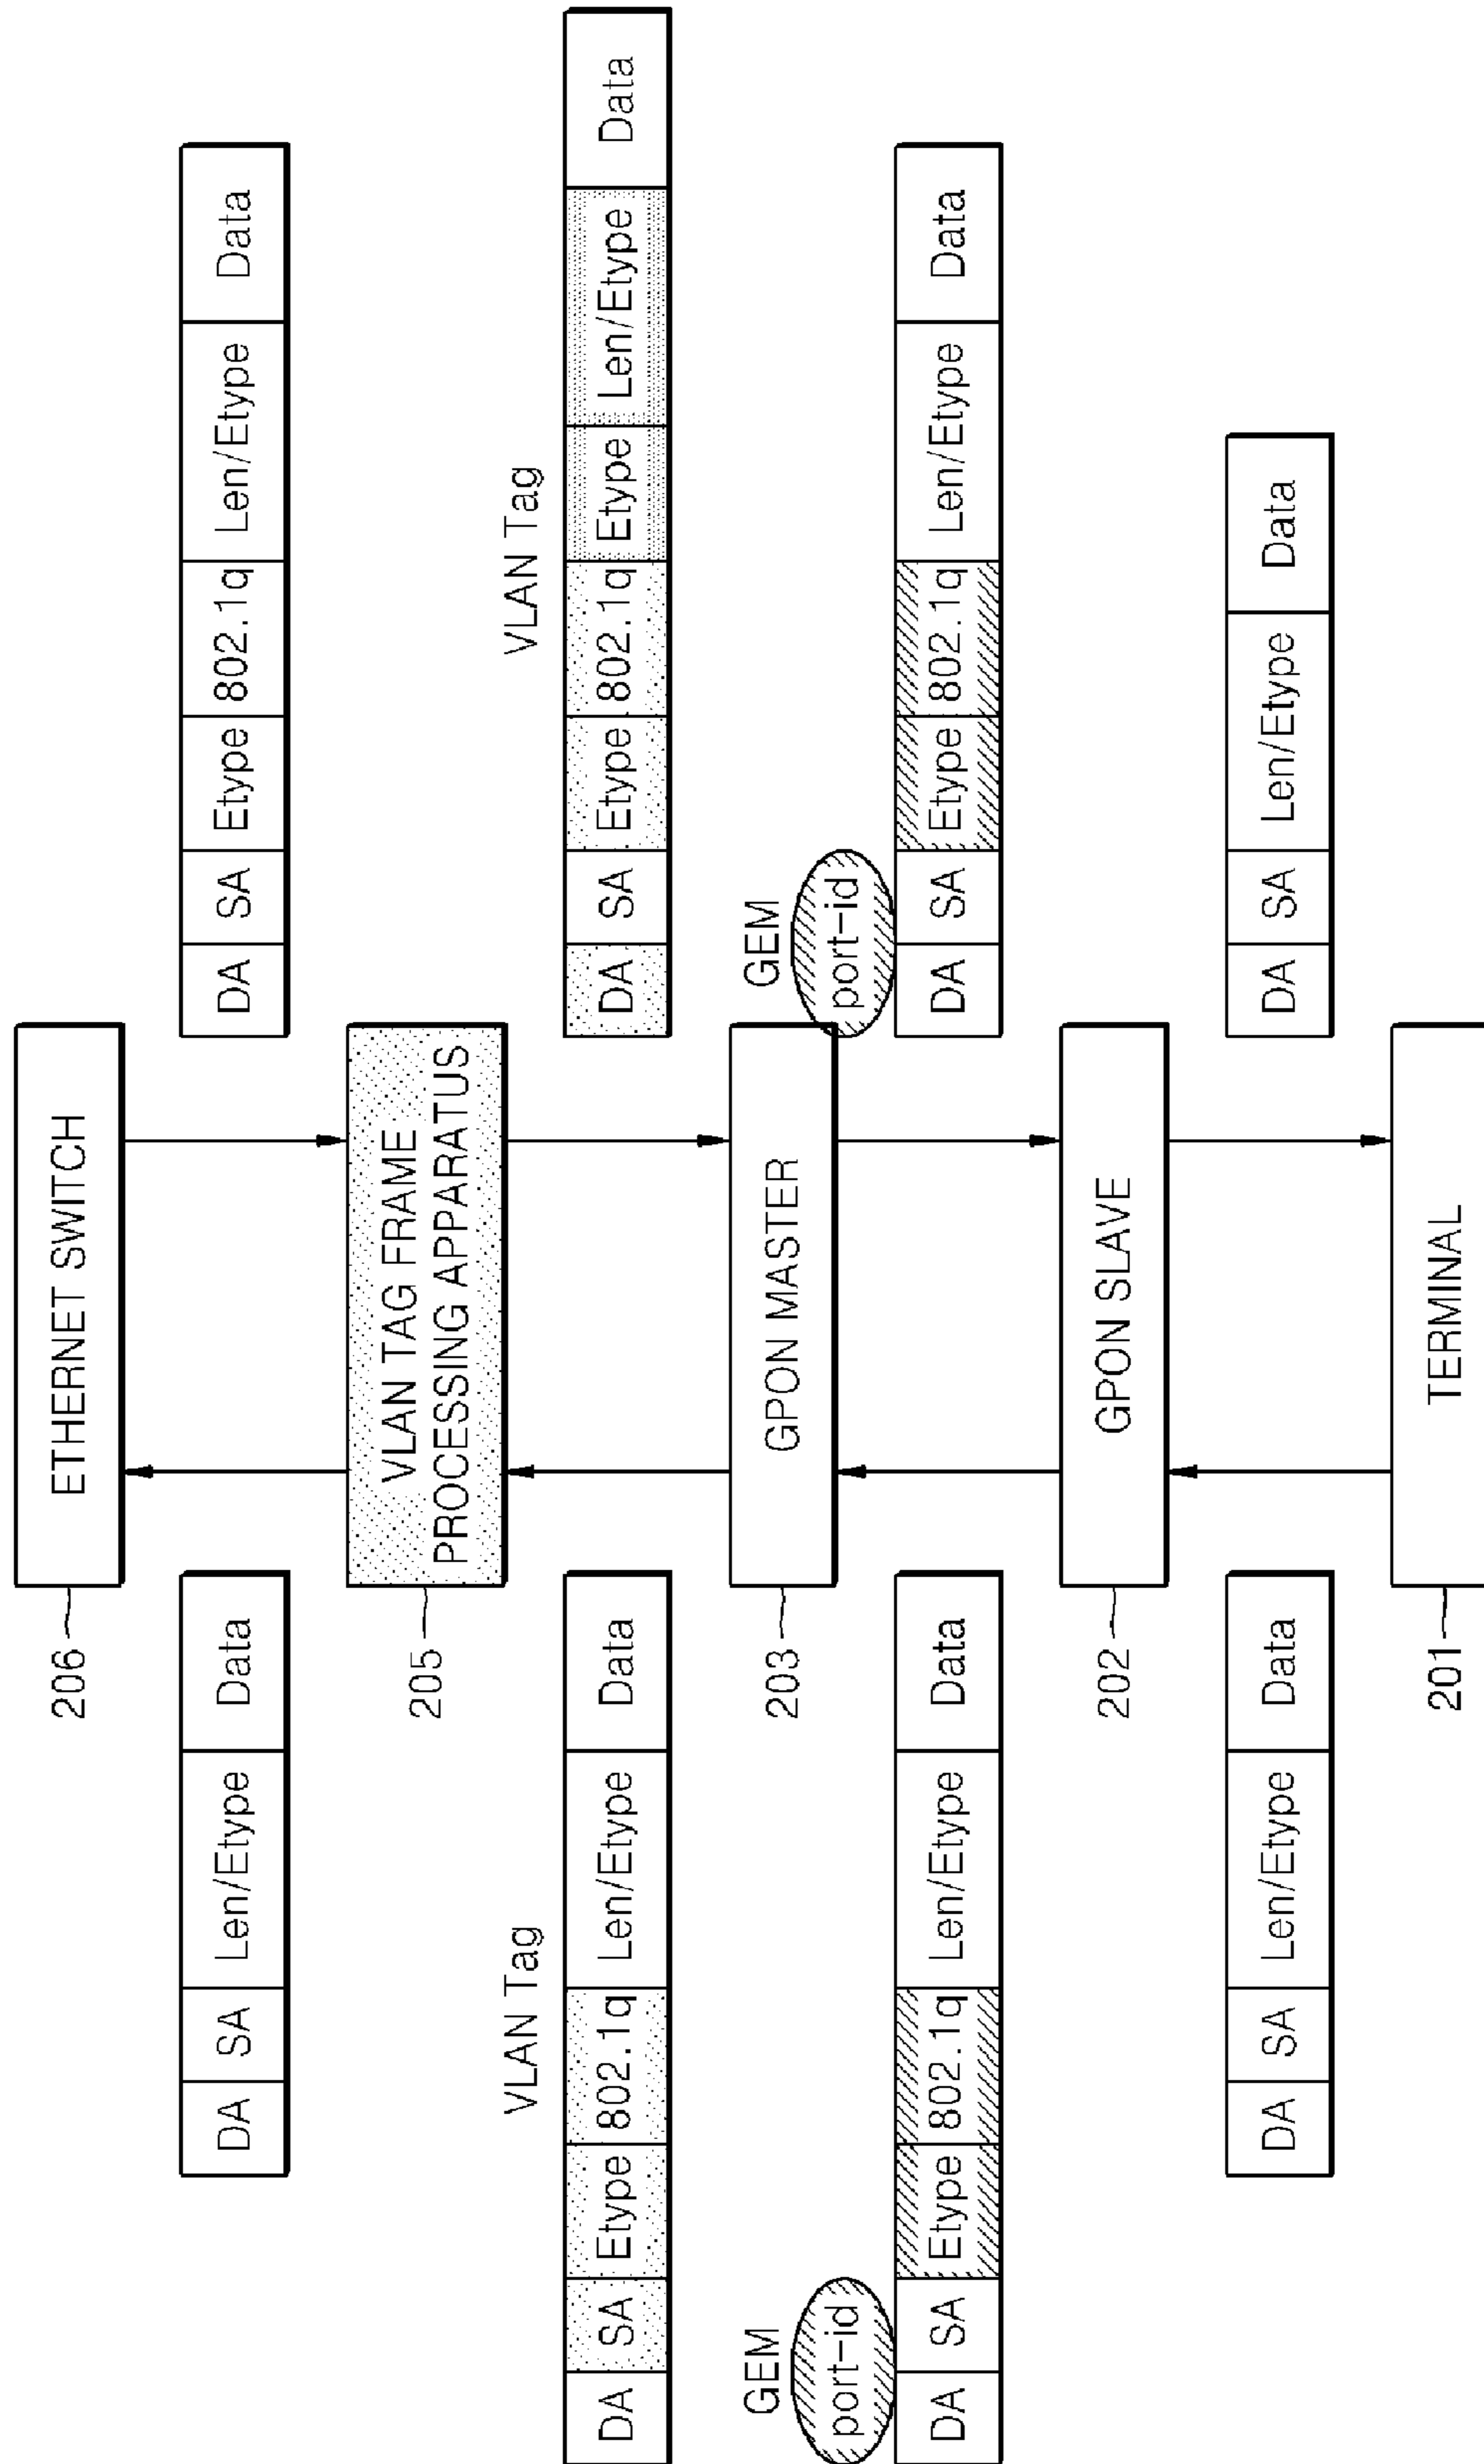 206 ETHERNET SWITCH
DA SA Len/Etype Data
DA SA Etype 802.1q Len/Etype Data
205 VLAN TAG FRAME
PROCESSING APPARATUS
VLAN Tag
DA SA Etype 802.1q Len/Etype Data
VLAN Tag
DA SA Etype 802.1q Etype Len/Etype Data
203 GPON MASTER
GEM
port-id
DA SA Etype 802.1q Len/Etype Data
GEM
port-id
DA SA Etype 802.1q Len/Etype Data
202 GPON SLAVE
DA SA Len/Etype Data
DA SA Len/Etype Data
201 TERMINAL